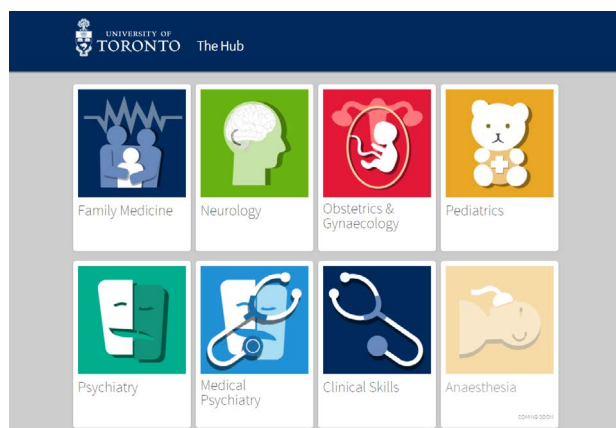 UNIVERSITY OF
TORONTO
The Hub
Family Medicine
Neurology
Obstetrics &
Gynaecology
Pediatrics
Psychiatry
Medical
Psychiatry
Clinical Skills
Anaesthesia
COMING SOON